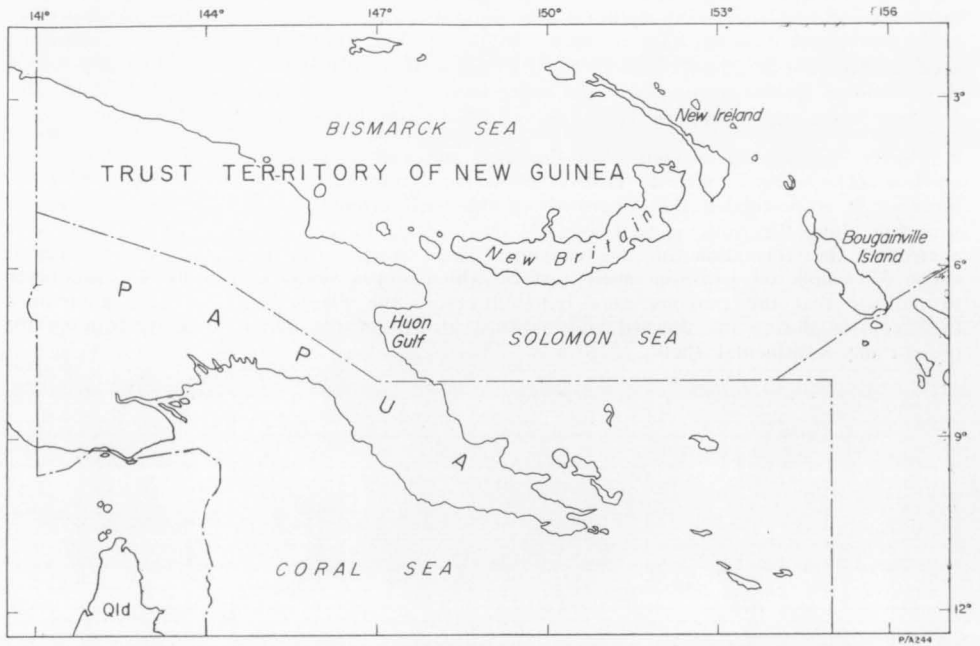 141° 144° 147° 150° 153° 156
3°
New Ireland
BISMARCK SEA
TRUST TERRITORY OF NEW GUINEA
New Britain
Bougainville
Island
6°
PAPUA
Huon
Gulf
SOLOMON SEA
9°
CORAL SEA
Qld
12°
P/A244